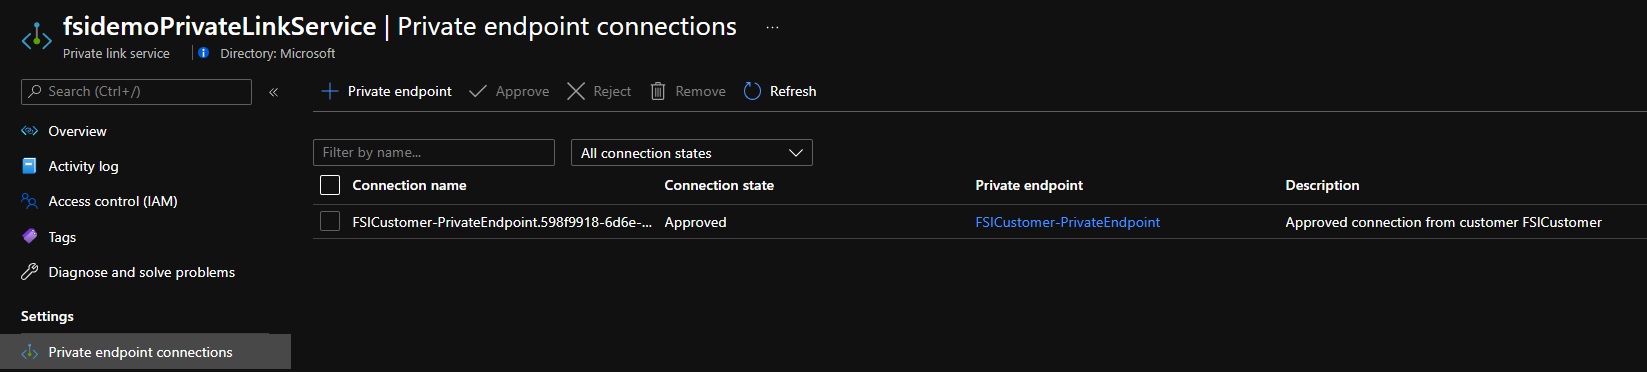 fsidemoPrivateLinkService | Private endpoint connections ...
Private link service | Directory: Microsoft
Search (Ctrl+/) «
Overview
Activity log
Access control (IAM)
Tags
Diagnose and solve problems
Settings
Private endpoint connections
+ Private endpoint Approve Reject Remove Refresh
Filter by name... All connection states
Connection name Connection state Private endpoint Description
FSICustomer-PrivateEndpoint.598f9918-6d6e-... Approved FSICustomer-PrivateEndpoint Approved connection from customer FSICustomer